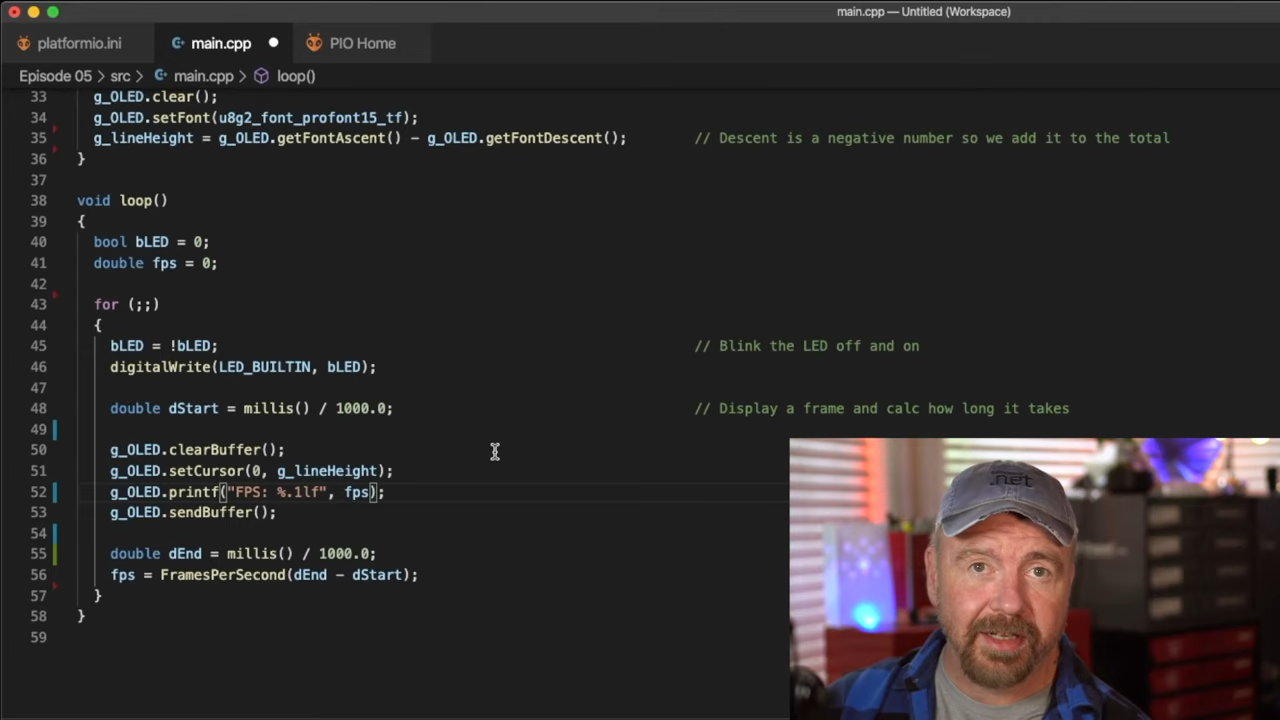 main.cpp — Untitled (Workspace)
platformio.ini
main.cpp
PIO Home
Episode 05 > src > main.cpp > loop()
33 g_OLED.clear();
34 g_OLED.setFont(u8g2_font_profont15_tf);
35 g_lineHeight = g_OLED.getFontAscent() - g_OLED.getFontDescent(); // Descent is a negative number so we add it to the total
36 }
37
38 void loop()
39 {
40 bool bLED = 0;
41 double fps = 0;
42
43 for (;;)
44 {
45 bLED = !bLED; // Blink the LED off and on
46 digitalWrite(LED_BUILTIN, bLED);
47
48 double dStart = millis() / 1000.0; // Display a frame and calc how long it takes
49
50 g_OLED.clearBuffer();
51 g_OLED.setCursor(0, g_lineHeight);
52 g_OLED.printf("FPS: %.1lf", fps);
53 g_OLED.sendBuffer();
54
55 double dEnd = millis() / 1000.0;
56 fps = FramesPerSecond(dEnd - dStart);
57 }
58 }
59
.net